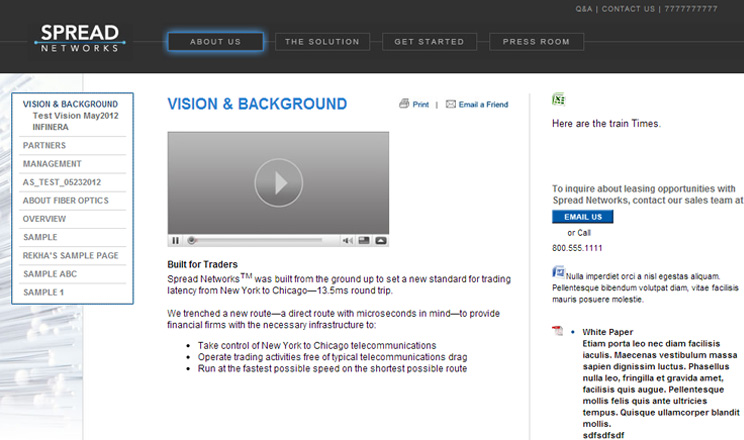 Q&A | CONTACT US | 7777777777
SPREAD
NETWORKS
ABOUT US
THE SOLUTION
GET STARTED
PRESS ROOM
VISION & BACKGROUND
Test Vision May2012
INFINERA
PARTNERS
MANAGEMENT
AS_TEST_05232012
ABOUT FIBER OPTICS
OVERVIEW
SAMPLE
REKHA'S SAMPLE PAGE
SAMPLE ABC
SAMPLE 1
VISION & BACKGROUND
Print | Email a Friend
Built for Traders
Spread Networks™ was built from the ground up to set a new standard for trading
latency from New York to Chicago—13.5ms round trip.
We trenched a new route—a direct route with microseconds in mind—to provide
financial firms with the necessary infrastructure to:
• Take control of New York to Chicago telecommunications
• Operate trading activities free of typical telecommunications drag
• Run at the fastest possible speed on the shortest possible route
Here are the train Times.
To inquire about leasing opportunities with
Spread Networks, contact our sales team at
EMAIL US
or Call
800.555.1111
Nulla imperdiet orci a nisl egestas aliquam.
Pellentesque bibendum volutpat diam, vitae facilisis
mauris posuere molestie.
• White Paper
Etiam porta leo nec diam facilisis
iaculis. Maecenas vestibulum massa
sapien dignissim luctus. Phasellus
nulla leo, fringilla et gravida amet,
facilisis quis augue. Pellentesque
mollis felis quis ante ultricies
tempus. Quisque ullamcorper blandit
mollis.
sdfsdfsdf